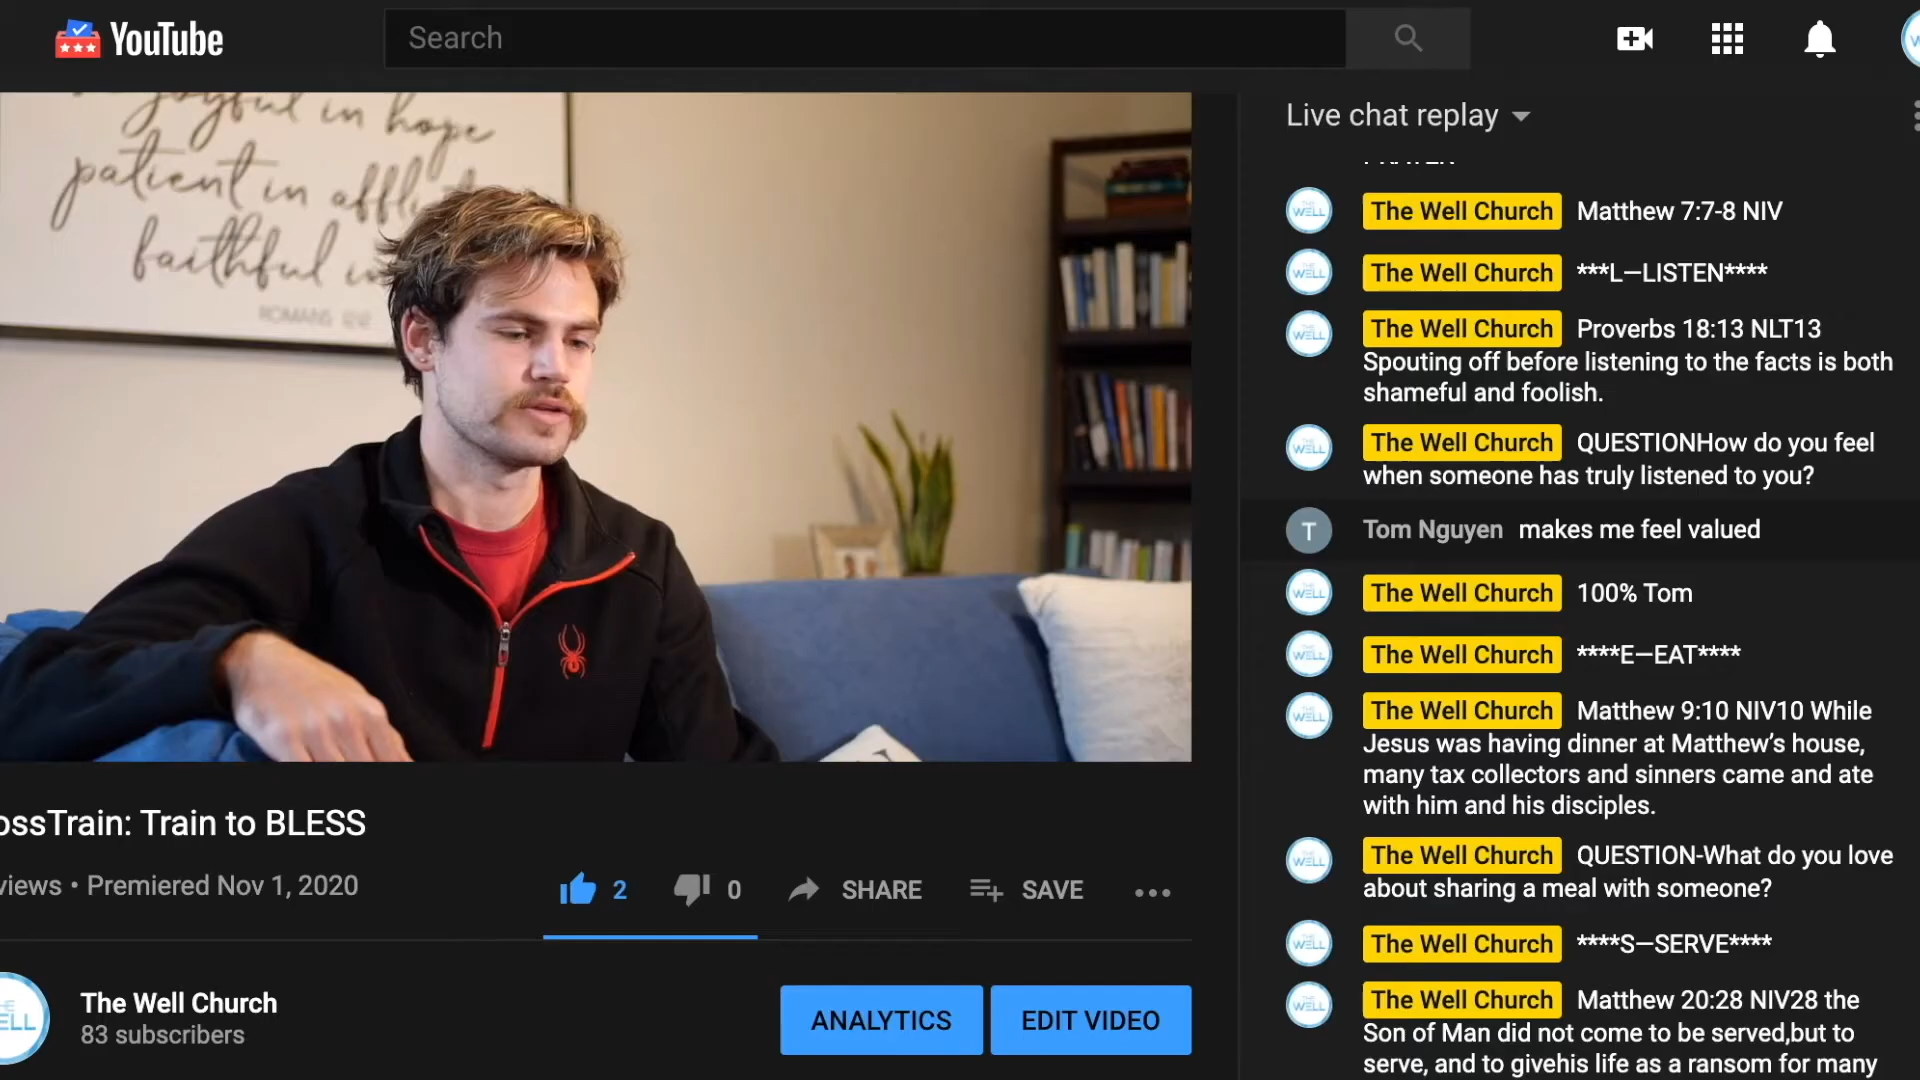 YouTube
Search
joyful in hope
patient in affli
faithful in
ROMANS 12:12
Live chat replay
The Well Church Matthew 7:7-8 NIV
The Well Church ***L—LISTEN****
The Well Church Proverbs 18:13 NLT13
Spouting off before listening to the facts is both
shameful and foolish.
The Well Church QUESTIONHow do you feel
when someone has truly listened to you?
T Tom Nguyen makes me feel valued
The Well Church 100% Tom
The Well Church ****E—EAT****
The Well Church Matthew 9:10 NIV10 While
Jesus was having dinner at Matthew's house,
many tax collectors and sinners came and ate
with him and his disciples.
The Well Church QUESTION-What do you love
about sharing a meal with someone?
The Well Church ****S—SERVE****
The Well Church Matthew 20:28 NIV28 the
Son of Man did not come to be served,but to
serve, and to givehis life as a ransom for many
ossTrain: Train to BLESS
views • Premiered Nov 1, 2020
2 0 SHARE SAVE
The Well Church
83 subscribers
ANALYTICS EDIT VIDEO